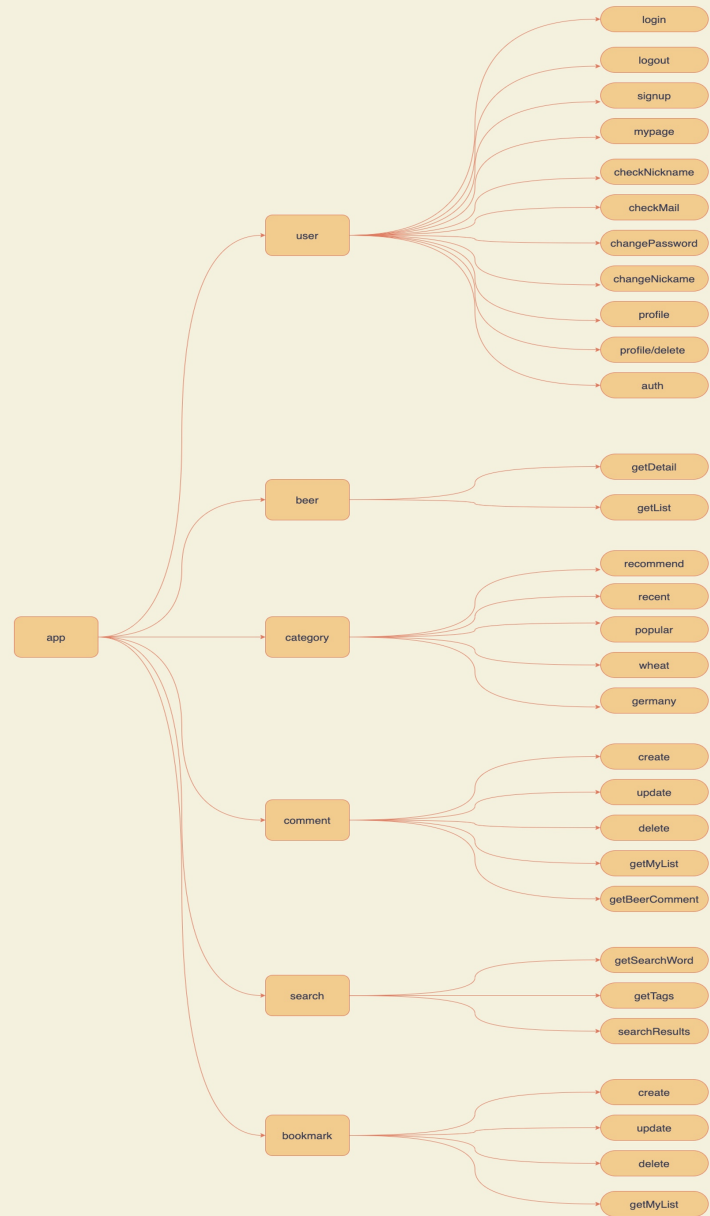 login
logout
signup
mypage
checkNickname
checkMail
user
changePassword
changeNickame
profile
profile/delete
auth
getDetail
beer
getList
recommend
recent
popular
app
category
wheat
germany
create
update
comment
delete
getMyList
getBeerComment
getSearchWord
search
getTags
searchResults
create
update
bookmark
delete
getMyList